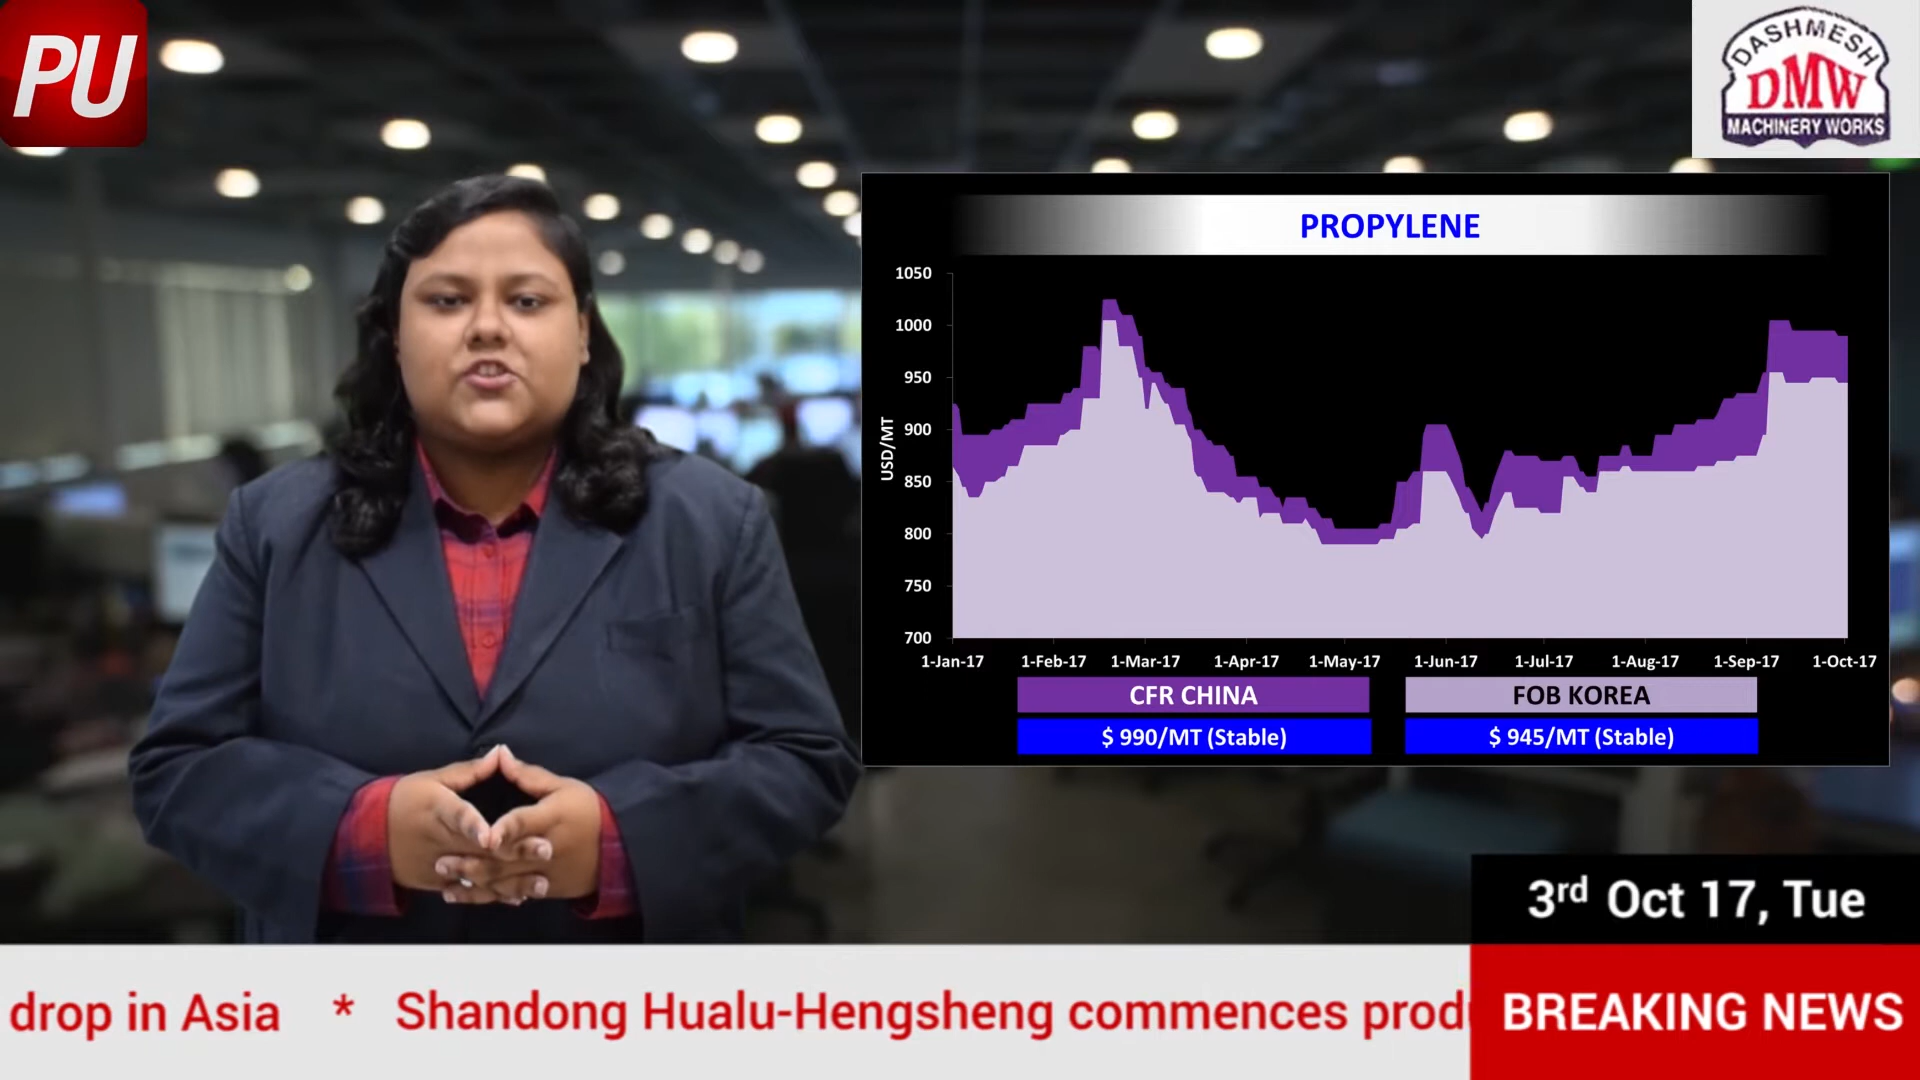 PU
DASHMESH
DMW
MACHINERY WORKS
PROPYLENE
1050
1000
950
900
850
800
750
700
USD/MT
1-Jan-17 1-Feb-17 1-Mar-17 1-Apr-17 1-May-17 1-Jun-17 1-Jul-17 1-Aug-17 1-Sep-17 1-Oct-17
CFR CHINA FOB KOREA
$ 990/MT (Stable) $ 945/MT (Stable)
3rd Oct 17, Tue
drop in Asia * Shandong Hualu-Hengsheng commences prod
BREAKING NEWS